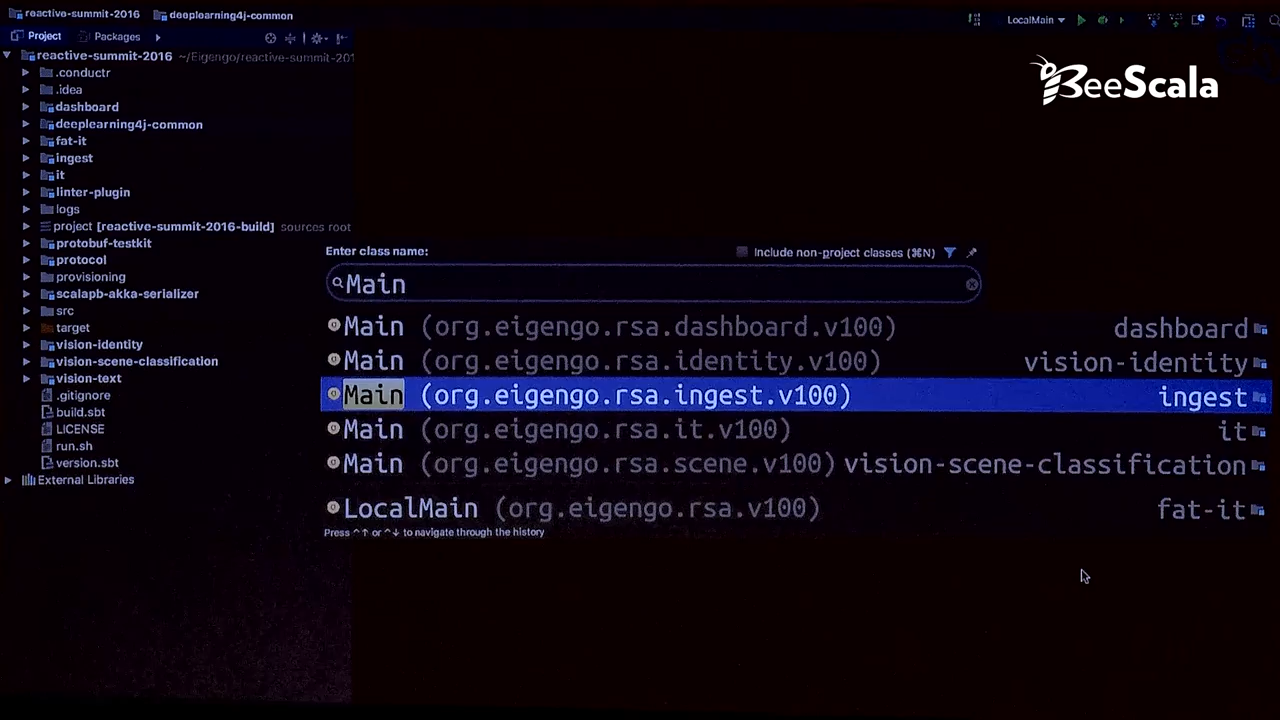 reactive-summit-2016 deeplearning4j-common
LocalMain
Project Packages
BeeScala
reactive-summit-2016 ~/Eigengo/reactive-summit-201
.conductr
.idea
dashboard
deeplearning4j-common
fat-it
ingest
it
linter-plugin
logs
project [reactive-summit-2016-build] sources root
protobuf-testkit
protocol
provisioning
scalapb-akka-serializer
src
target
vision-identity
vision-scene-classification
vision-text
.gitignore
build.sbt
LICENSE
run.sh
version.sbt
External Libraries
Enter class name: Include non-project classes (⌘N)
Main
Main (org.eigengo.rsa.dashboard.v100) dashboard
Main (org.eigengo.rsa.identity.v100) vision-identity
Main (org.eigengo.rsa.ingest.v100) ingest
Main (org.eigengo.rsa.it.v100) it
Main (org.eigengo.rsa.scene.v100) vision-scene-classification
LocalMain (org.eigengo.rsa.v100) fat-it
Press ^↑ or ^↓ to navigate through the history